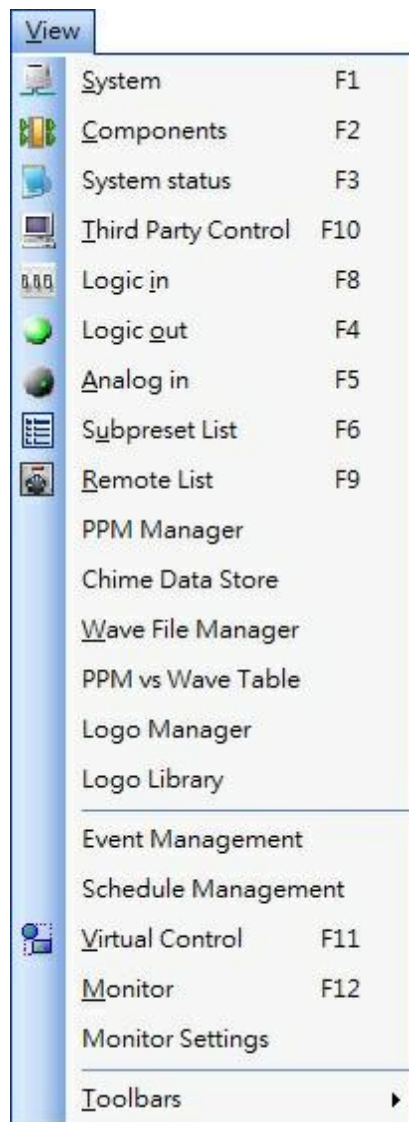 View
System F1
Components F2
System status F3
Third Party Control F10
Logic in F8
Logic out F4
Analog in F5
Subpreset List F6
Remote List F9
PPM Manager
Chime Data Store
Wave File Manager
PPM vs Wave Table
Logo Manager
Logo Library
Event Management
Schedule Management
Virtual Control F11
Monitor F12
Monitor Settings
Toolbars